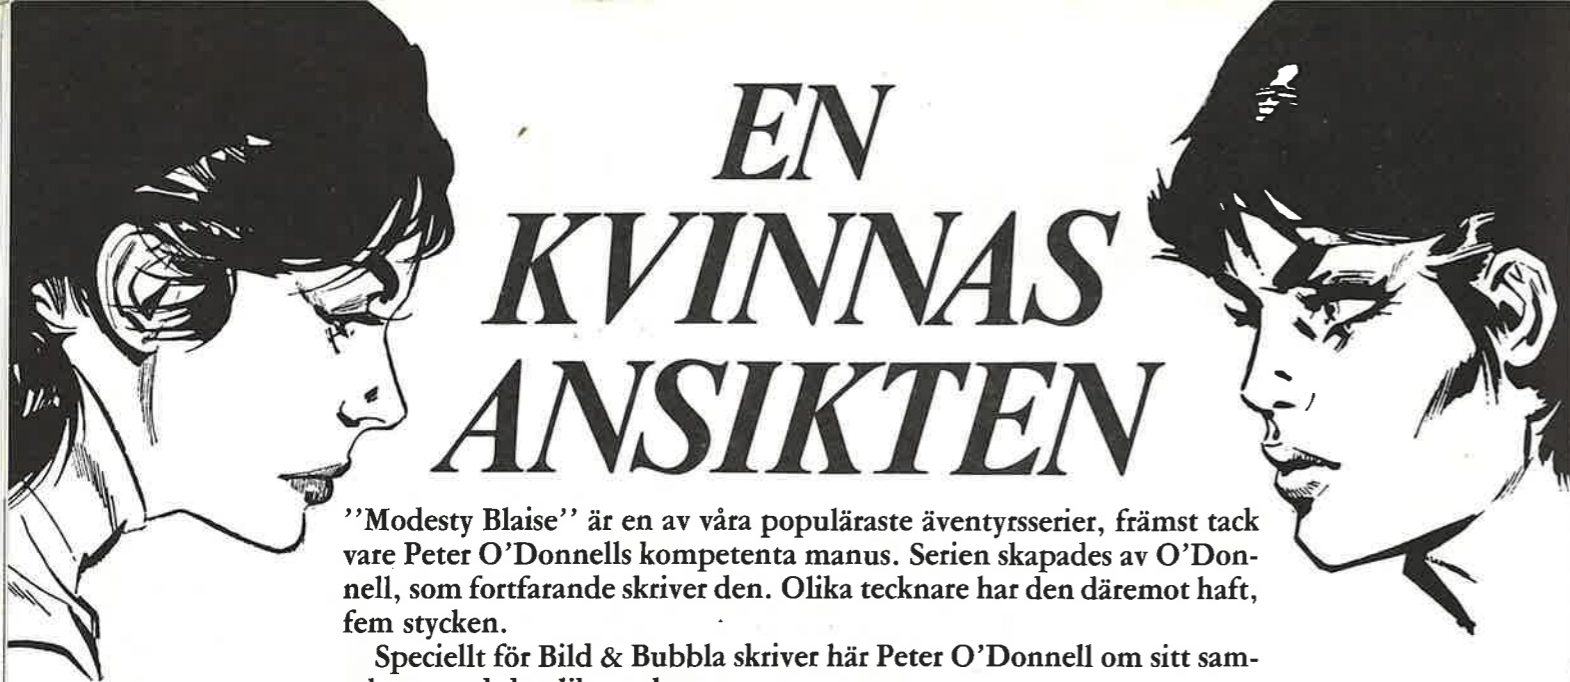 EN
KVINNAS
ANSIKTEN
’’Modesty Blaise’’ är en av våra populäraste äventyrsserier, främst tack
vare Peter O’Donnells kompetenta manus. Serien skapades av O’Don-
nell, som fortfarande skriver den. Olika tecknare har den däremot haft,
fem stycken.
Speciellt för Bild & Bubbla skriver här Peter O’Donnell om sitt sam-